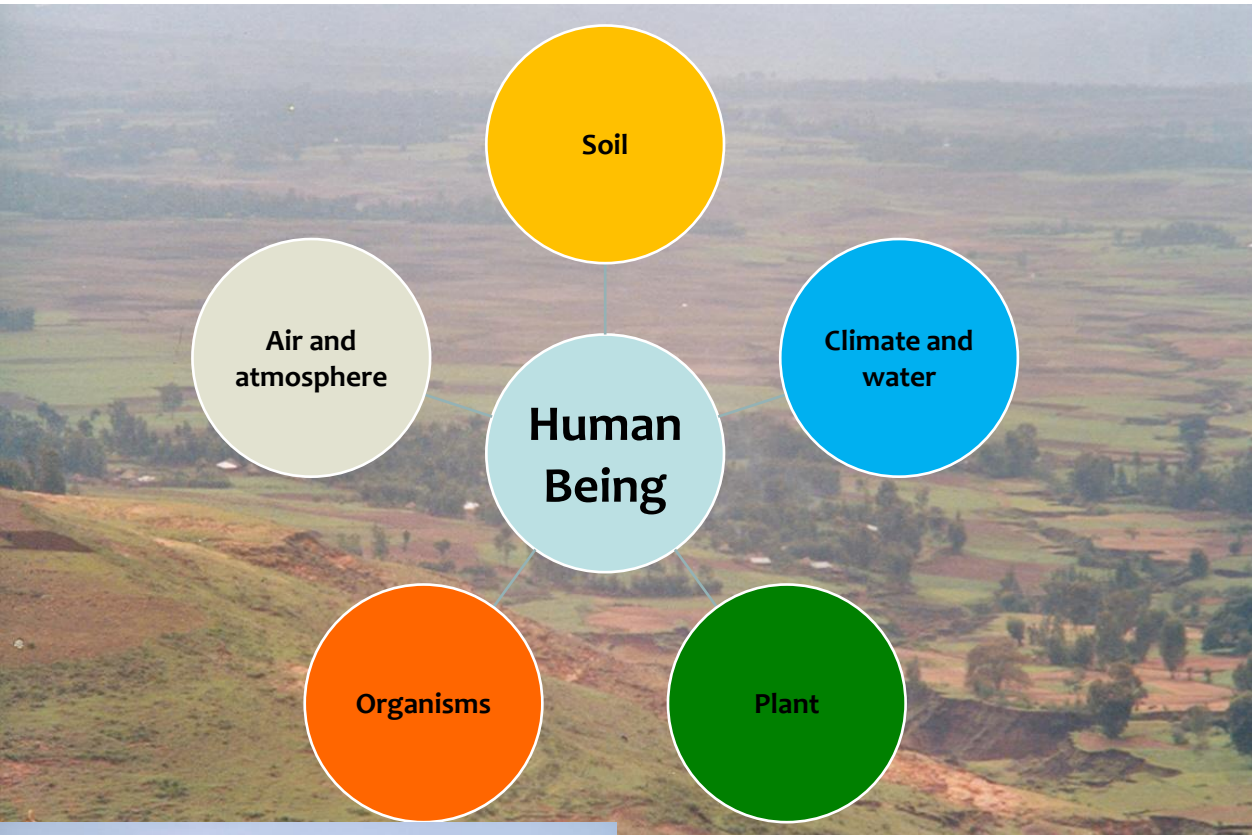 Soil
Air and
atmosphere
Climate and
water
Human
Being
Organisms
Plant